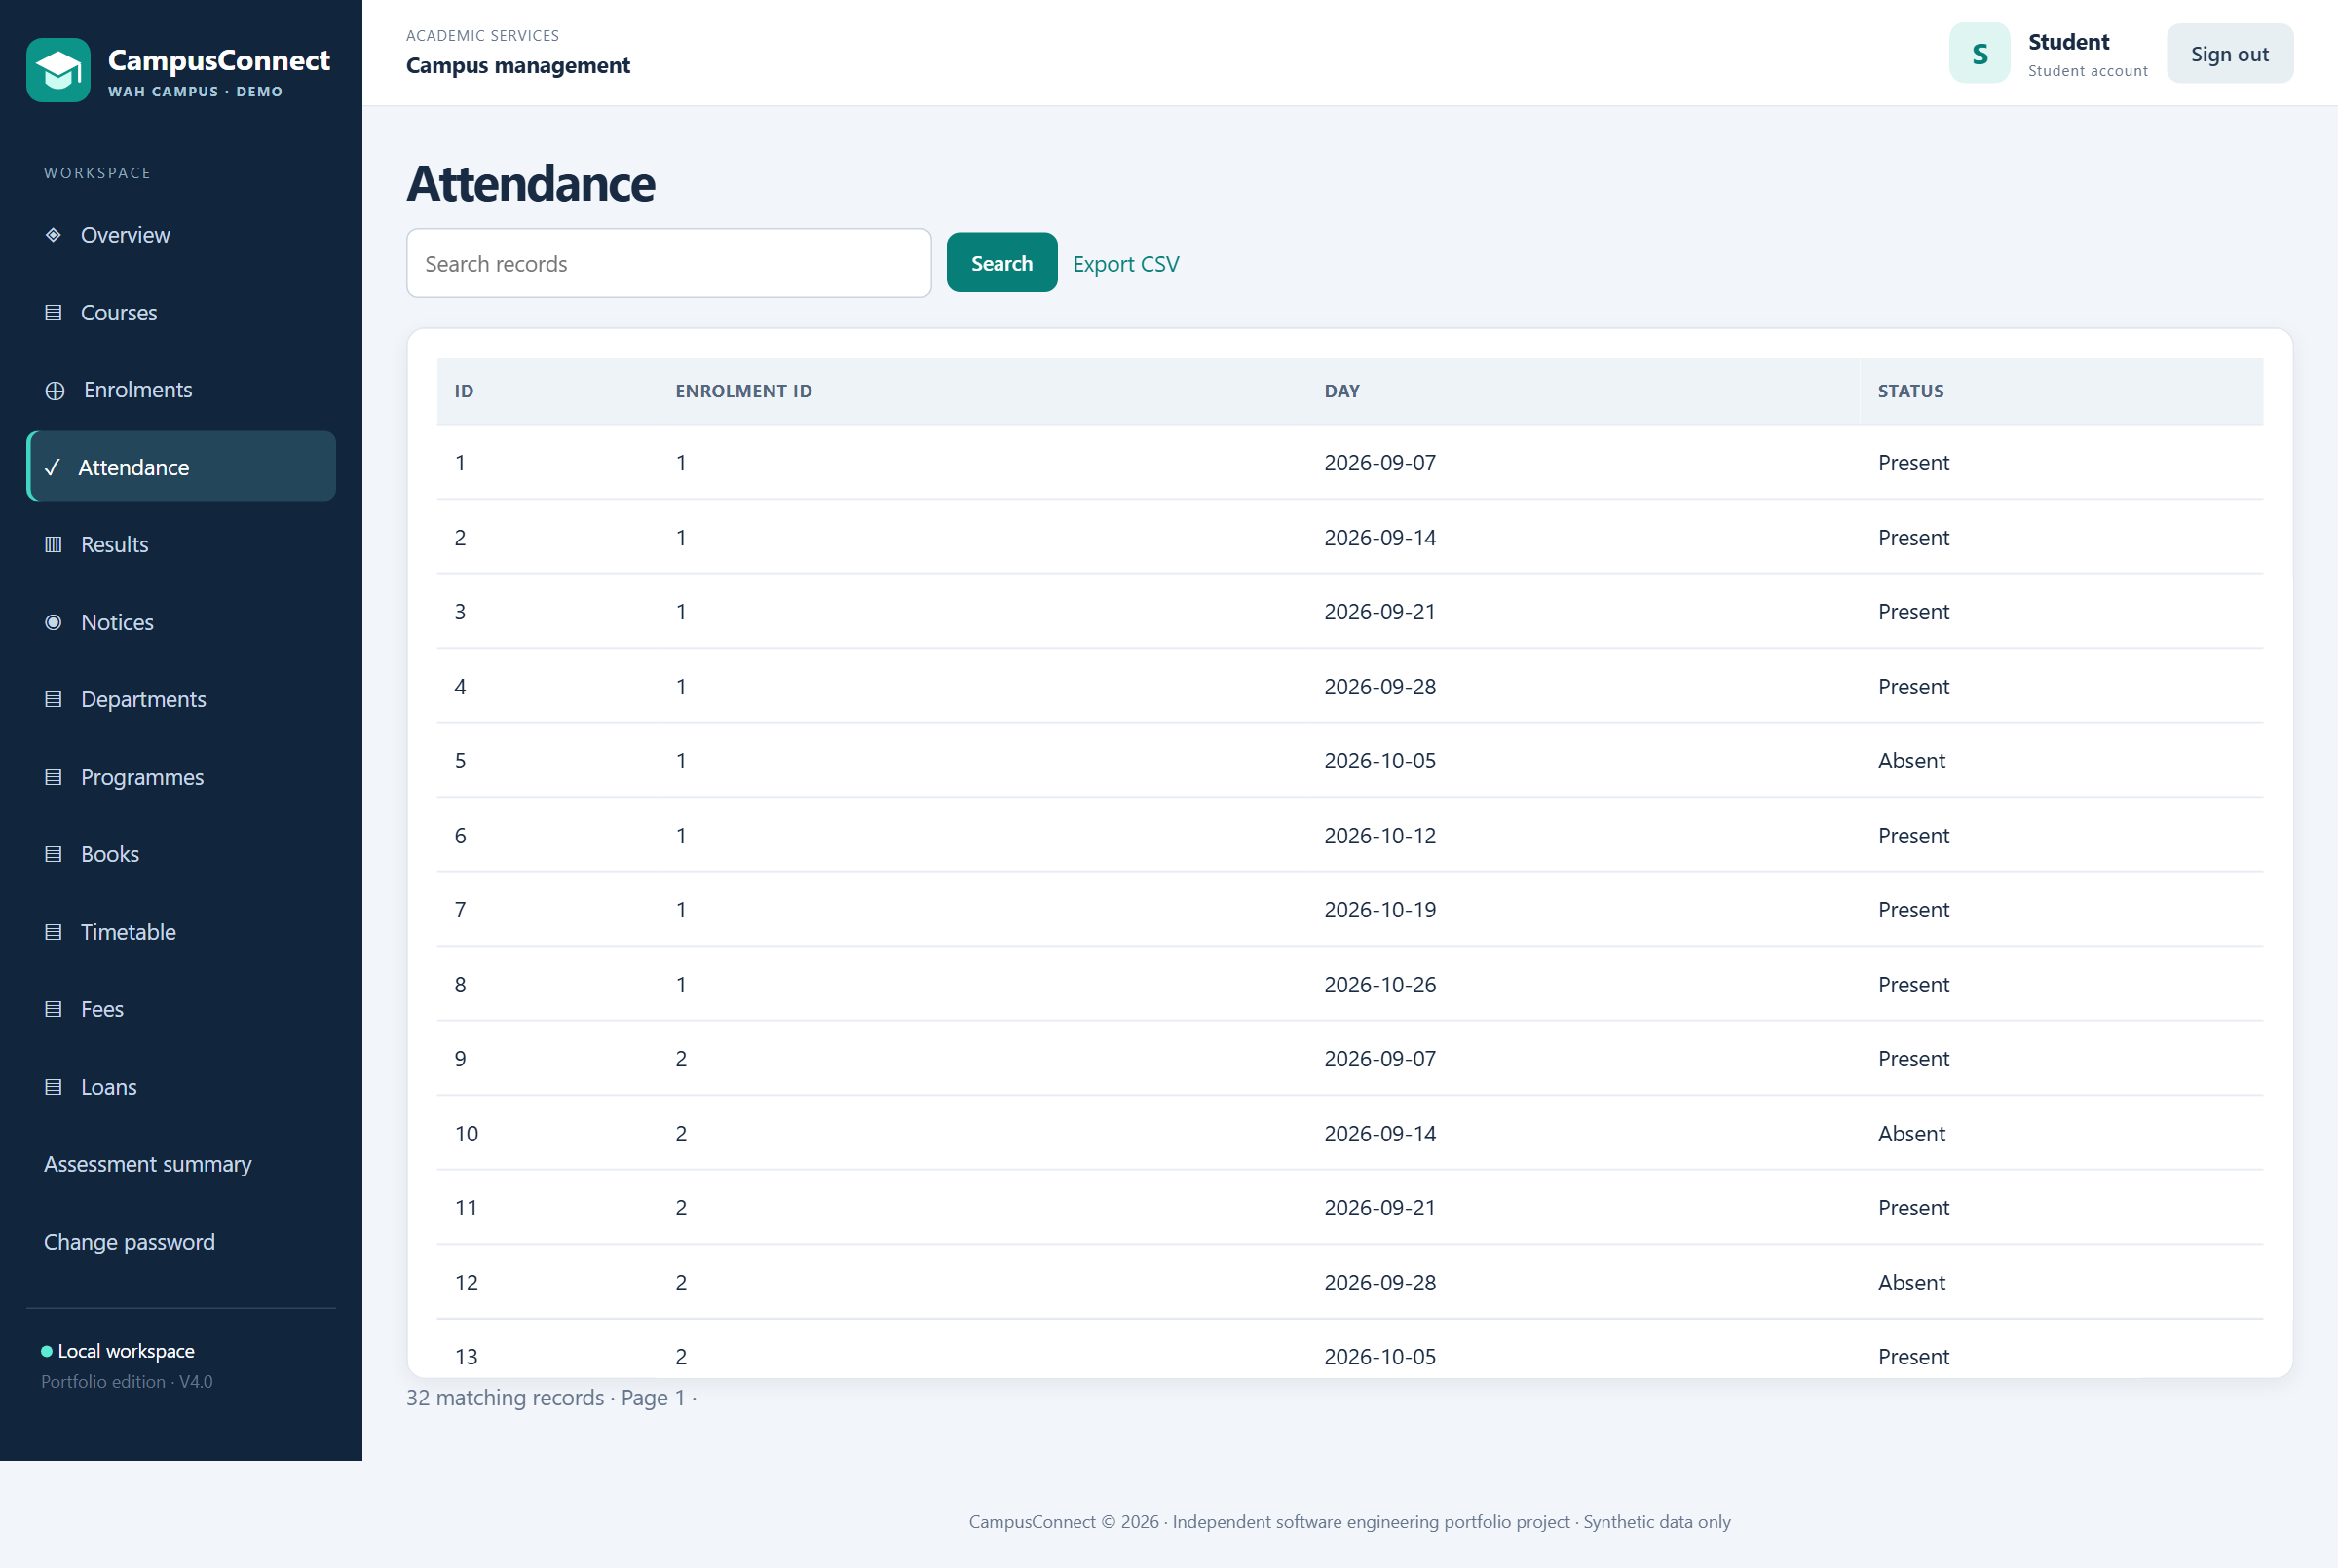 CampusConnect
WAH CAMPUS · DEMO
WORKSPACE
Overview
Courses
Enrolments
Attendance
Results
Notices
Departments
Programmes
Books
Timetable
Fees
Loans
Assessment summary
Change password
Local workspace
Portfolio edition · V4.0
ACADEMIC SERVICES
Campus management
S
Student
Student account
Sign out
Attendance
Search records Search Export CSV
ID ENROLMENT ID DAY STATUS
1 1 2026-09-07 Present
2 1 2026-09-14 Present
3 1 2026-09-21 Present
4 1 2026-09-28 Present
5 1 2026-10-05 Absent
6 1 2026-10-12 Present
7 1 2026-10-19 Present
8 1 2026-10-26 Present
9 2 2026-09-07 Present
10 2 2026-09-14 Absent
11 2 2026-09-21 Present
12 2 2026-09-28 Absent
13 2 2026-10-05 Present
32 matching records · Page 1 ·
CampusConnect © 2026 · Independent software engineering portfolio project · Synthetic data only